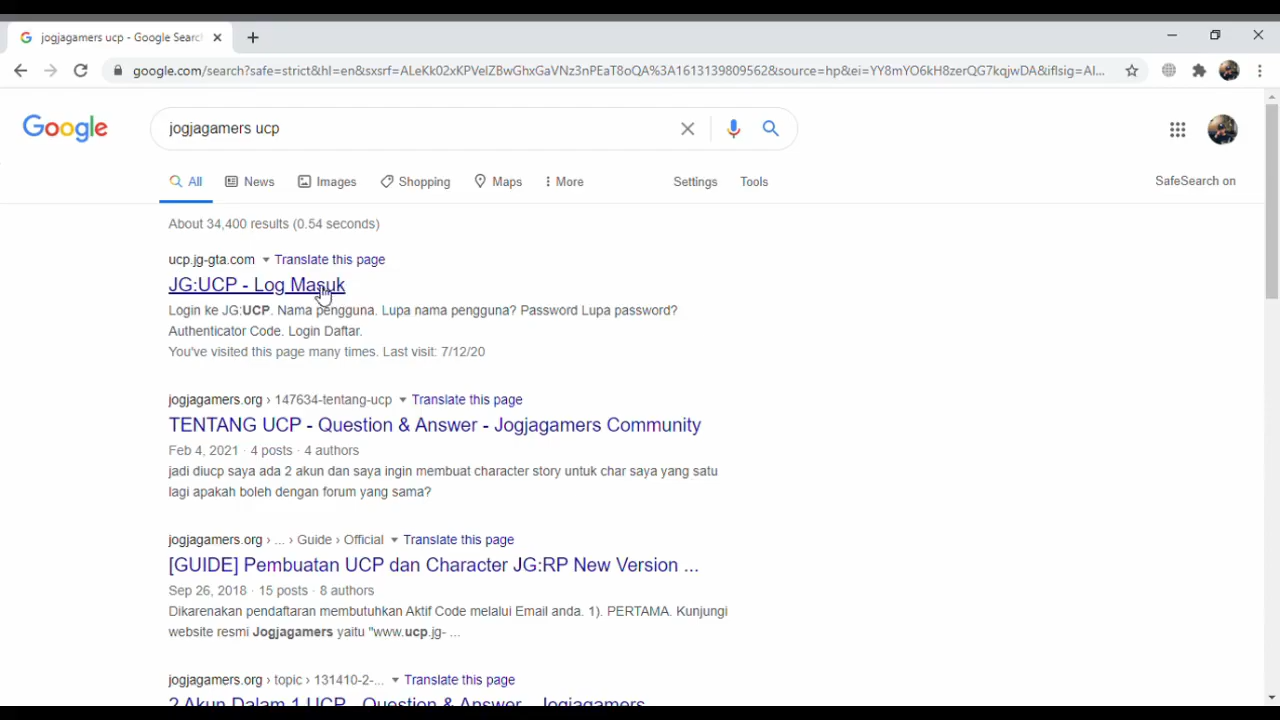 jogjagamers ucp - Google Searc
google.com/search?safe=strict&hl=en&sxsrf=ALeKk02xKPVelZBwGhxGaVNz3nPEaT8oQA%3A1613139809562&source=hp&ei=YY8mYO6kH8zerQG7kqjwDA&iflsig=AI...
Google
jogjagamers ucp
All News Images Shopping Maps More Settings Tools SafeSearch on
About 34,400 results (0.54 seconds)
ucp.jg-gta.com Translate this page
JG:UCP - Log Masuk
Login ke JG:UCP. Nama pengguna. Lupa nama pengguna? Password Lupa password?
Authenticator Code. Login Daftar.
You've visited this page many times. Last visit: 7/12/20
jogjagamers.org › 147634-tentang-ucp Translate this page
TENTANG UCP - Question & Answer - Jogjagamers Community
Feb 4, 2021 · 4 posts · 4 authors
jadi diucp saya ada 2 akun dan saya ingin membuat character story untuk char saya yang satu
lagi apakah boleh dengan forum yang sama?
jogjagamers.org › ... › Guide › Official Translate this page
[GUIDE] Pembuatan UCP dan Character JG:RP New Version ...
Sep 26, 2018 · 15 posts · 8 authors
Dikarenakan pendaftaran membutuhkan Aktif Code melalui Email anda. 1). PERTAMA. Kunjungi
website resmi Jogjagamers yaitu "www.ucp.jg- ...
jogjagamers.org › topic › 131410-2-... Translate this page
2 Akun Dalam 1 UCP - Question & Answer - Jogjagamers